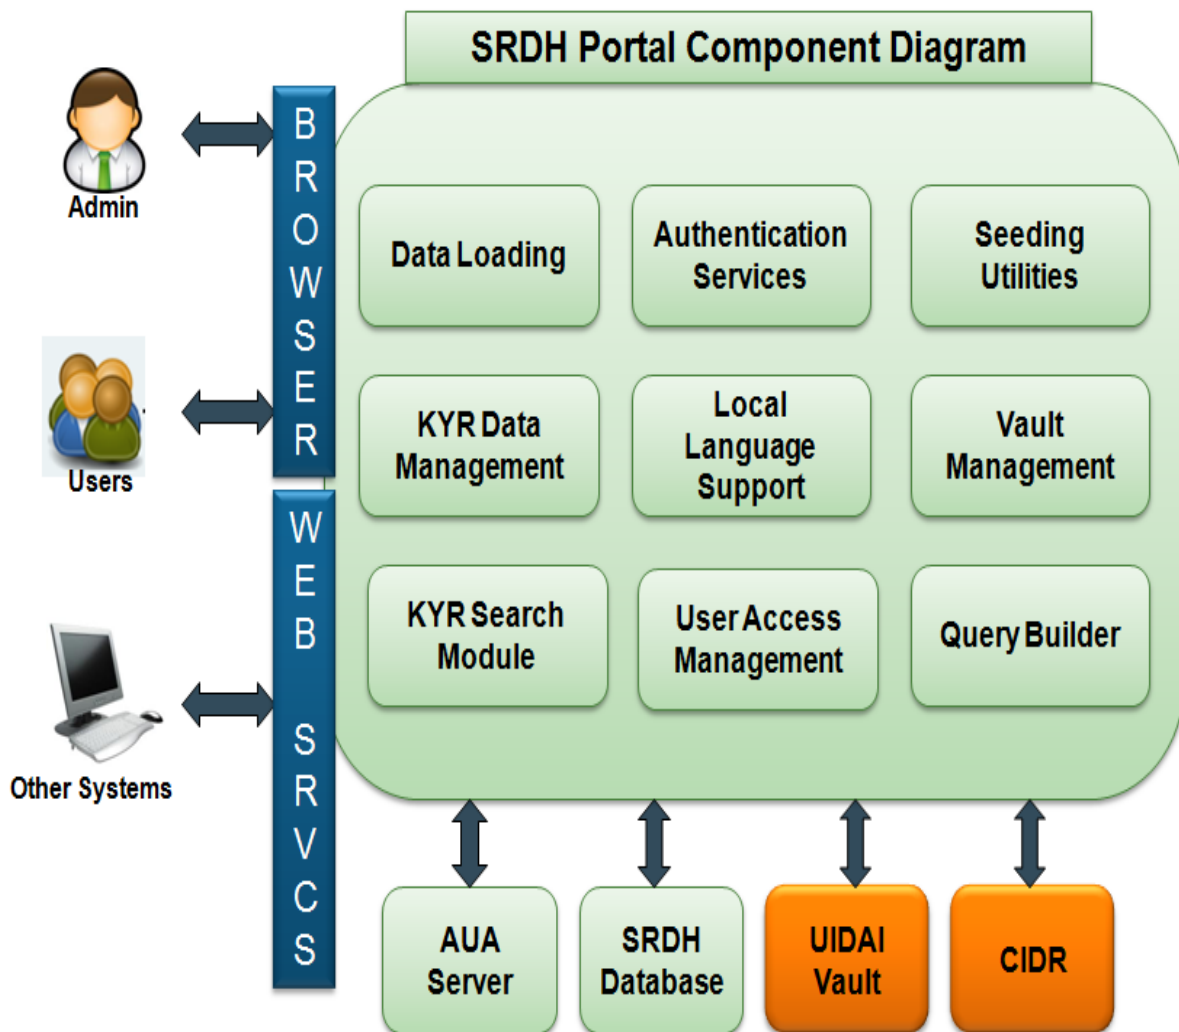 SRDH Portal Component Diagram
Admin
Users
Other Systems
B
R
O
W
S
E
R
W
E
B
S
R
V
C
S
Data Loading
Authentication
Services
Seeding
Utilities
KYR Data
Management
Local
Language
Support
Vault
Management
KYR Search
Module
User Access
Management
Query Builder
AUA
Server
SRDH
Database
UIDAI
Vault
CIDR